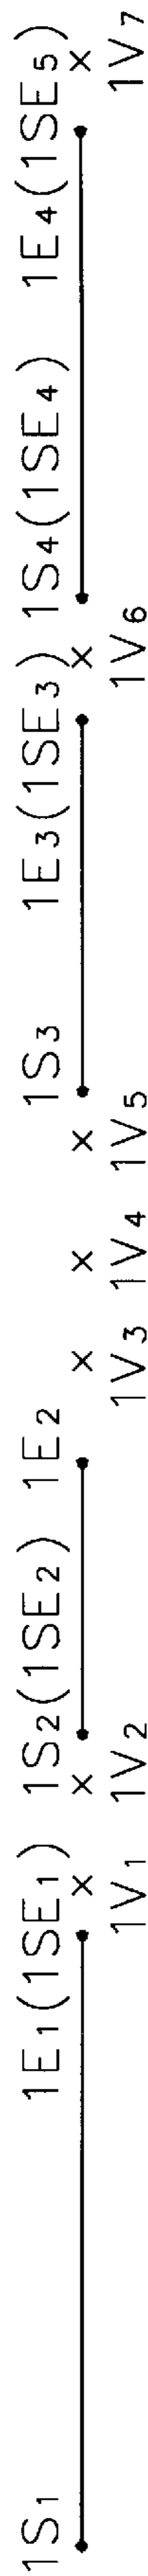 1S1 1E1(1SE1) 1S2(1SE2) 1E2 1S3 1E3(1SE3) 1S4(1SE4) 1E4(1SE5)
× × × × × × ×
1V1 1V2 1V3 1V4 1V5 1V6 1V7